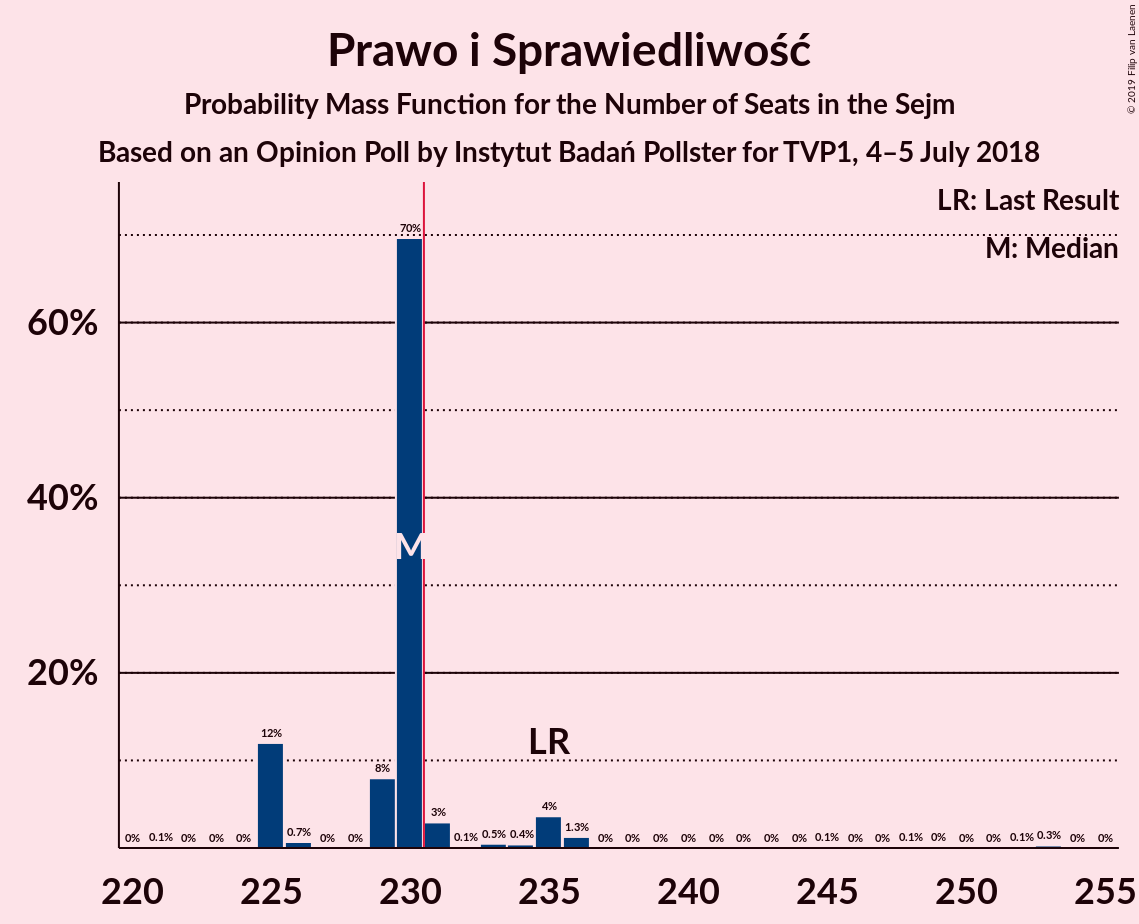 Prawo i Sprawiedliwość
Probability Mass Function for the Number of Seats in the Sejm
Based on an Opinion Poll by Instytut Badań Pollster for TVP1, 4–5 July 2018
© 2019 Filip van Laenen
LR: Last Result
M: Median
60%
40%
20%
0% 0.1% 0% 0% 0% 12% 0.7% 0% 0% 8% 70% 3% 0.1% 0.5% 0.4% 4% 1.3% 0% 0% 0% 0% 0% 0% 0% 0% 0.1% 0% 0% 0.1% 0% 0% 0% 0.1% 0.3% 0% 0%
M
LR
220 225 230 235 240 245 250 255